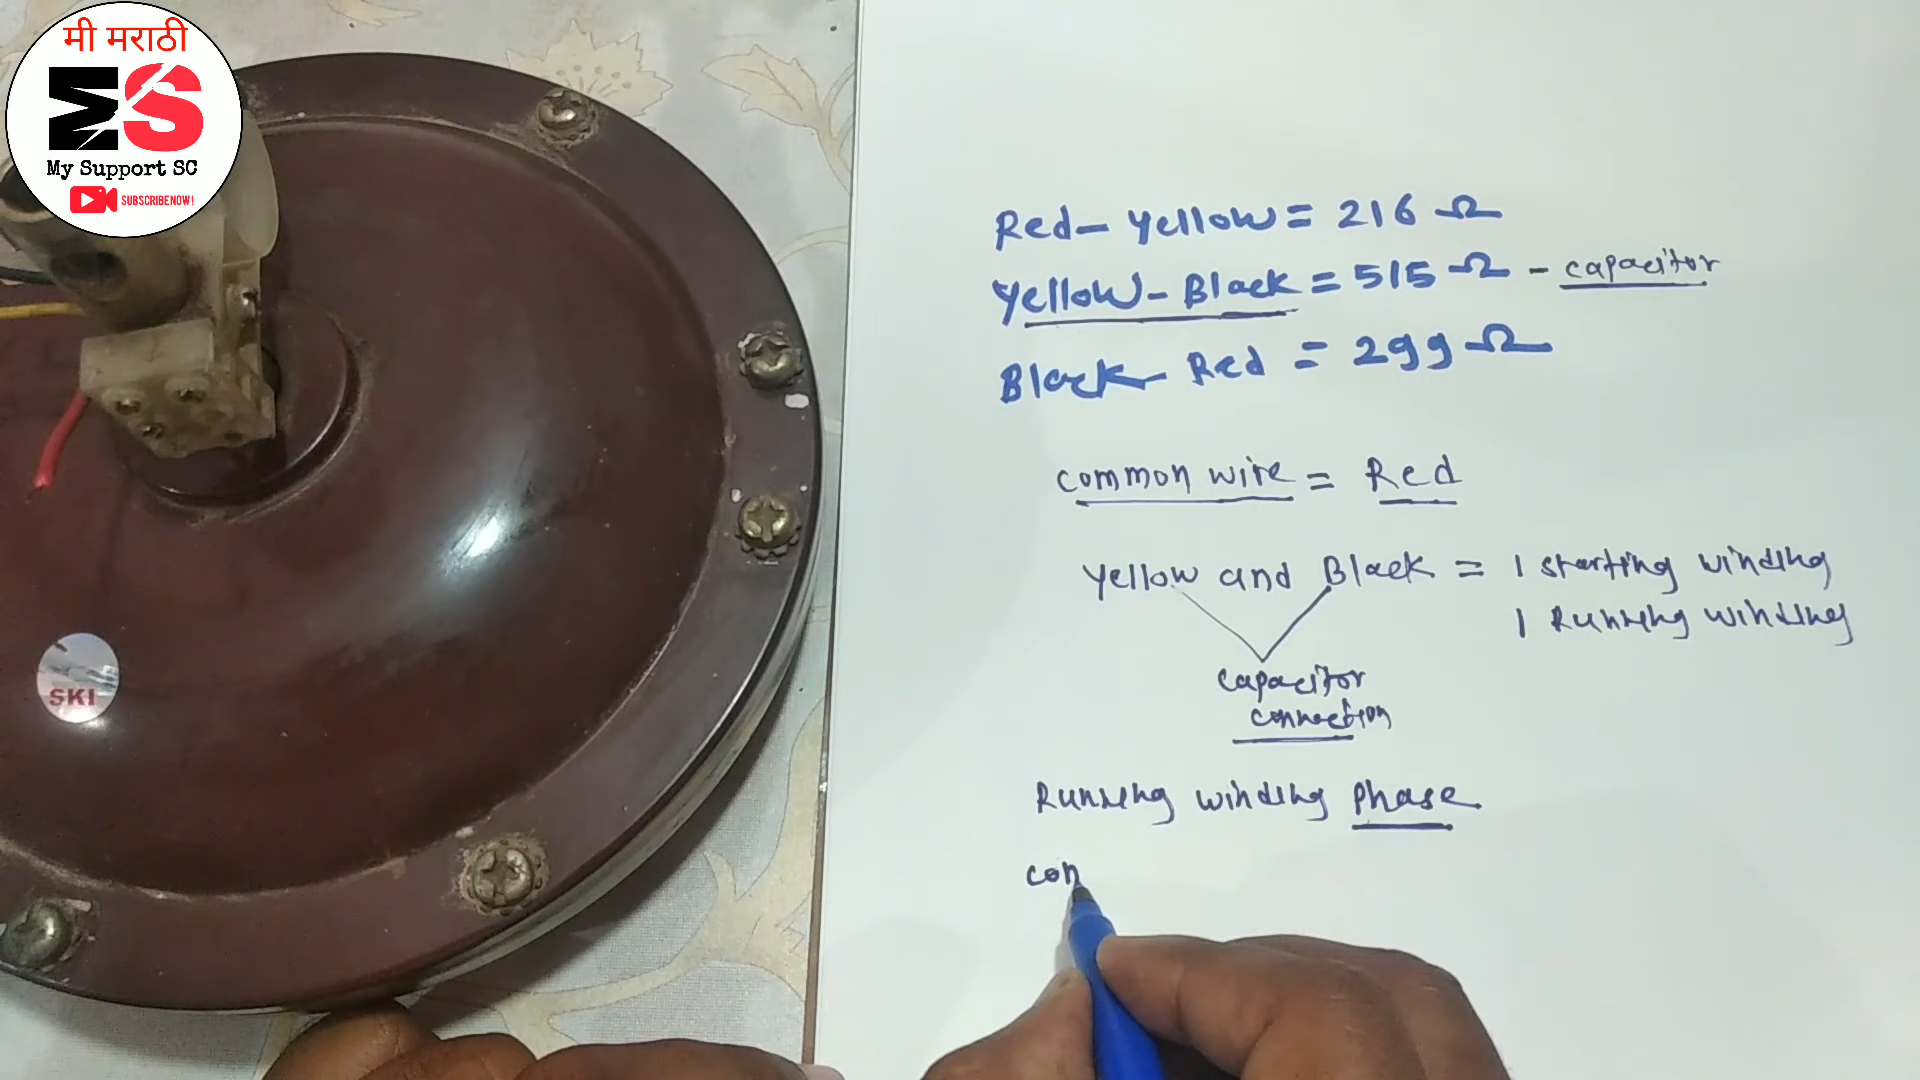 मी मराठी
MS
My Support SC
SUBSCRIBE NOW!
SKI
Red - Yellow = 216 Ω
Yellow - Black = 515 Ω - capacitor
Black - Red = 299 Ω
common wire = Red
Yellow and Black = 1 starting winding
1 Running winding
capacitor
connection
Running winding phase
con